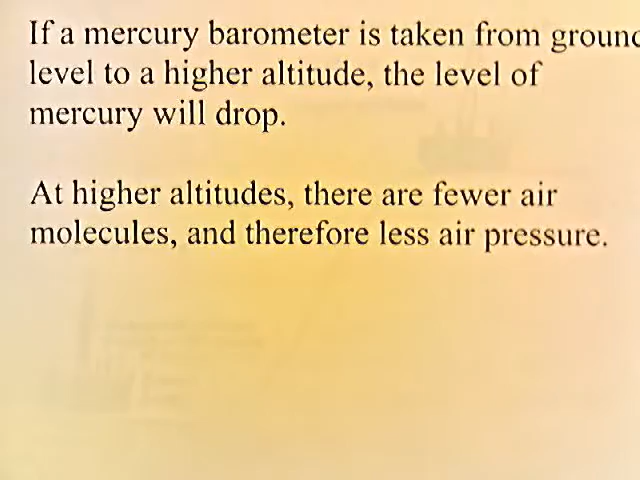 If a mercury barometer is taken from ground
level to a higher altitude, the level of
mercury will drop.
At higher altitudes, there are fewer air
molecules, and therefore less air pressure.